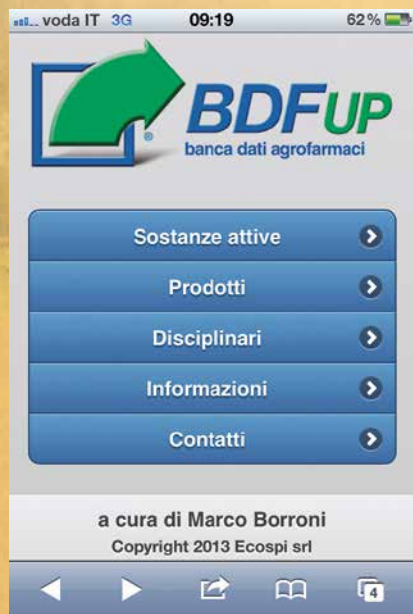 voda IT 3G 09:19 62%
BDFUP
®
banca dati agrofarmaci
Sostanze attive
Prodotti
Disciplinari
Informazioni
Contatti
a cura di Marco Borroni
Copyright 2013 Ecospi srl
4